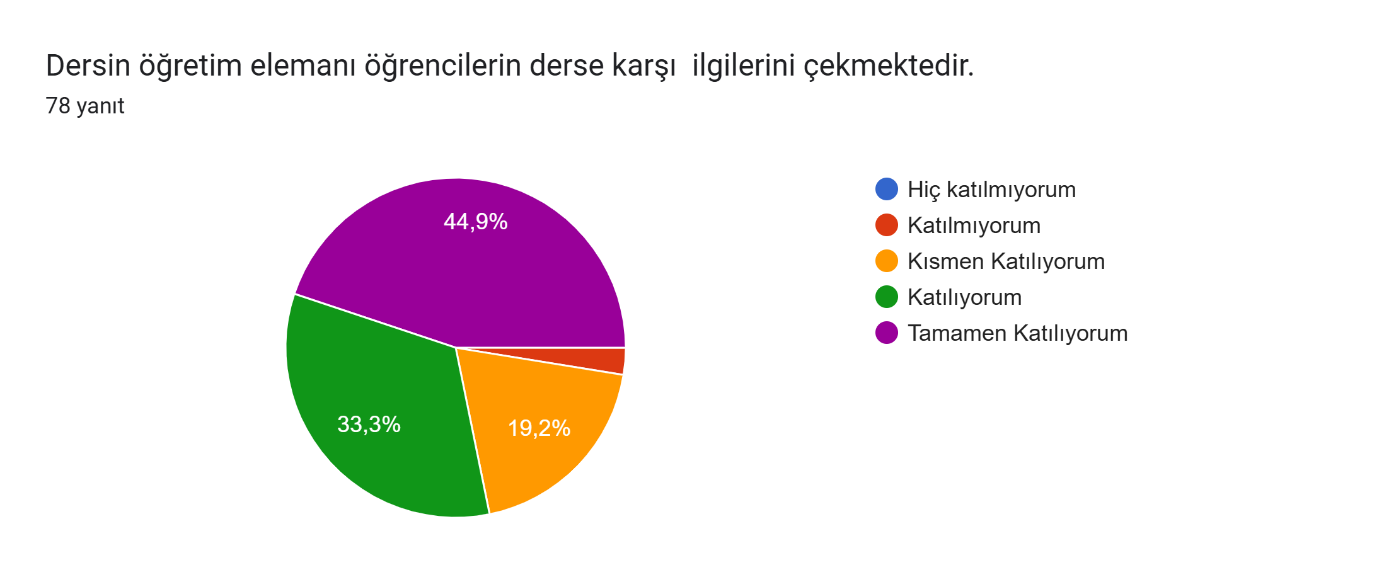 Dersin öğretim elemanı öğrencilerin derse karşı  ilgilerini çekmektedir.
78 yanıt
44,9%
33,3%
19,2%
Hiç katılmıyorum
Katılmıyorum
Kısmen Katılıyorum
Katılıyorum
Tamamen Katılıyorum